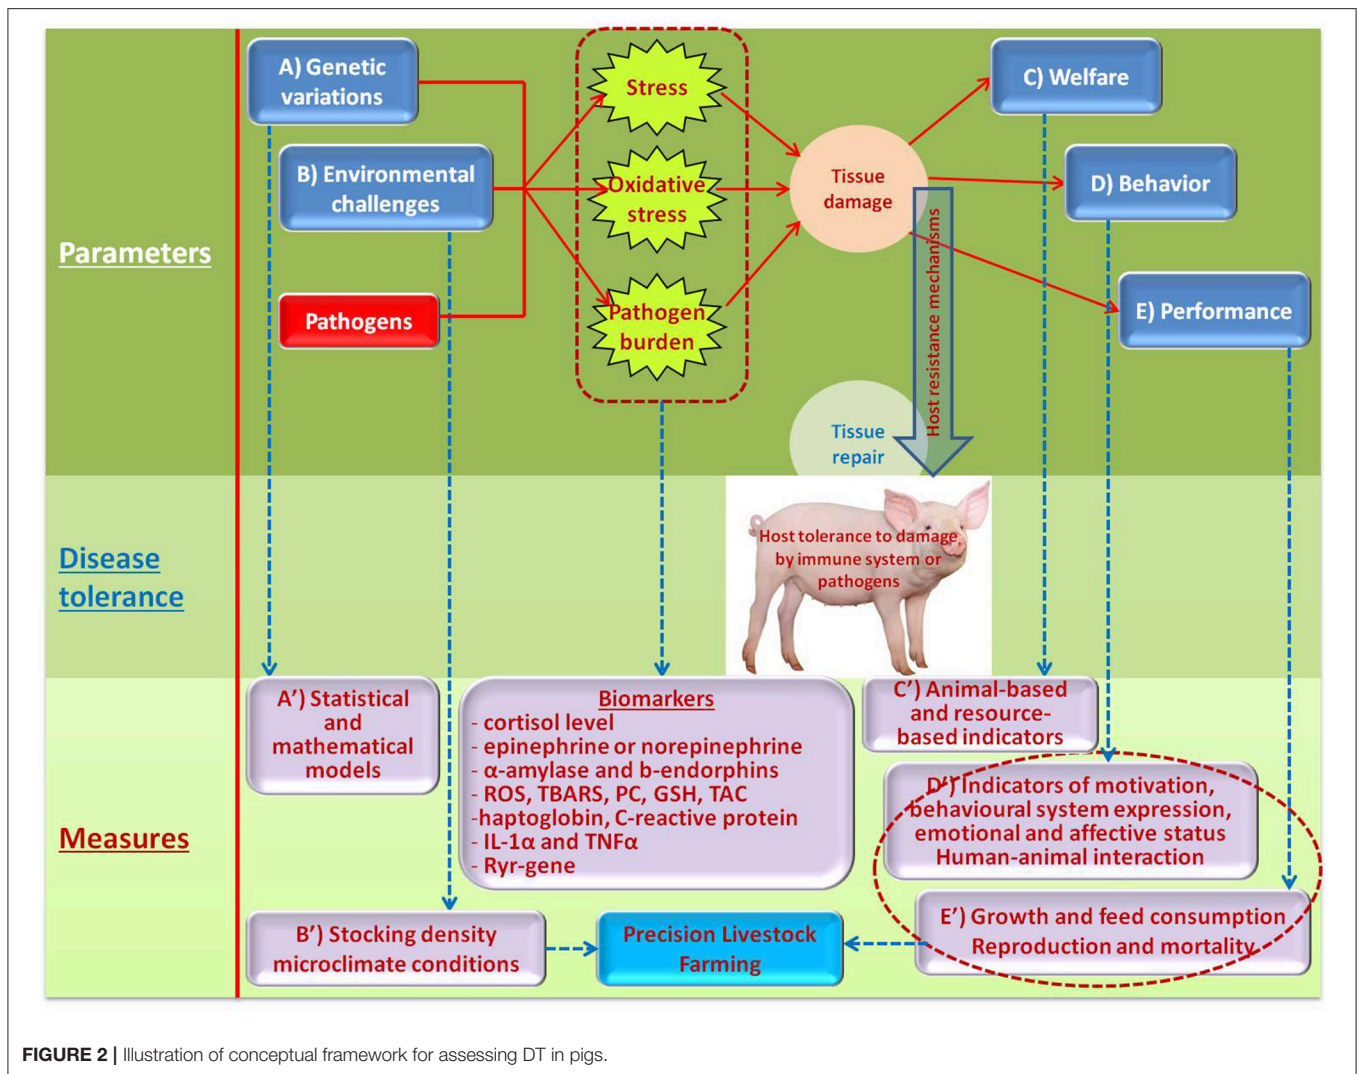 A) Genetic
variations
B) Environmental
challenges
Pathogens
Stress
Oxidative
stress
Pathogen
burden
Tissue
damage
C) Welfare
D) Behavior
E) Performance
Host resistance mechanisms
Tissue
repair
Parameters
Disease
tolerance
Host tolerance to damage
by immune system or
pathogens
Measures
A’) Statistical
and
mathematical
models
Biomarkers
- cortisol level
- epinephrine or norepinephrine
- α-amylase and b-endorphins
- ROS, TBARS, PC, GSH, TAC
-haptoglobin, C-reactive protein
- IL-1α and TNFα
- Ryr-gene
C’) Animal-based
and resource-
based indicators
D’) Indicators of motivation,
behavioural system expression,
emotional and affective status
Human-animal interaction
B’) Stocking density
microclimate conditions
Precision Livestock
Farming
E’) Growth and feed consumption
Reproduction and mortality
FIGURE 2 | Illustration of conceptual framework for assessing DT in pigs.